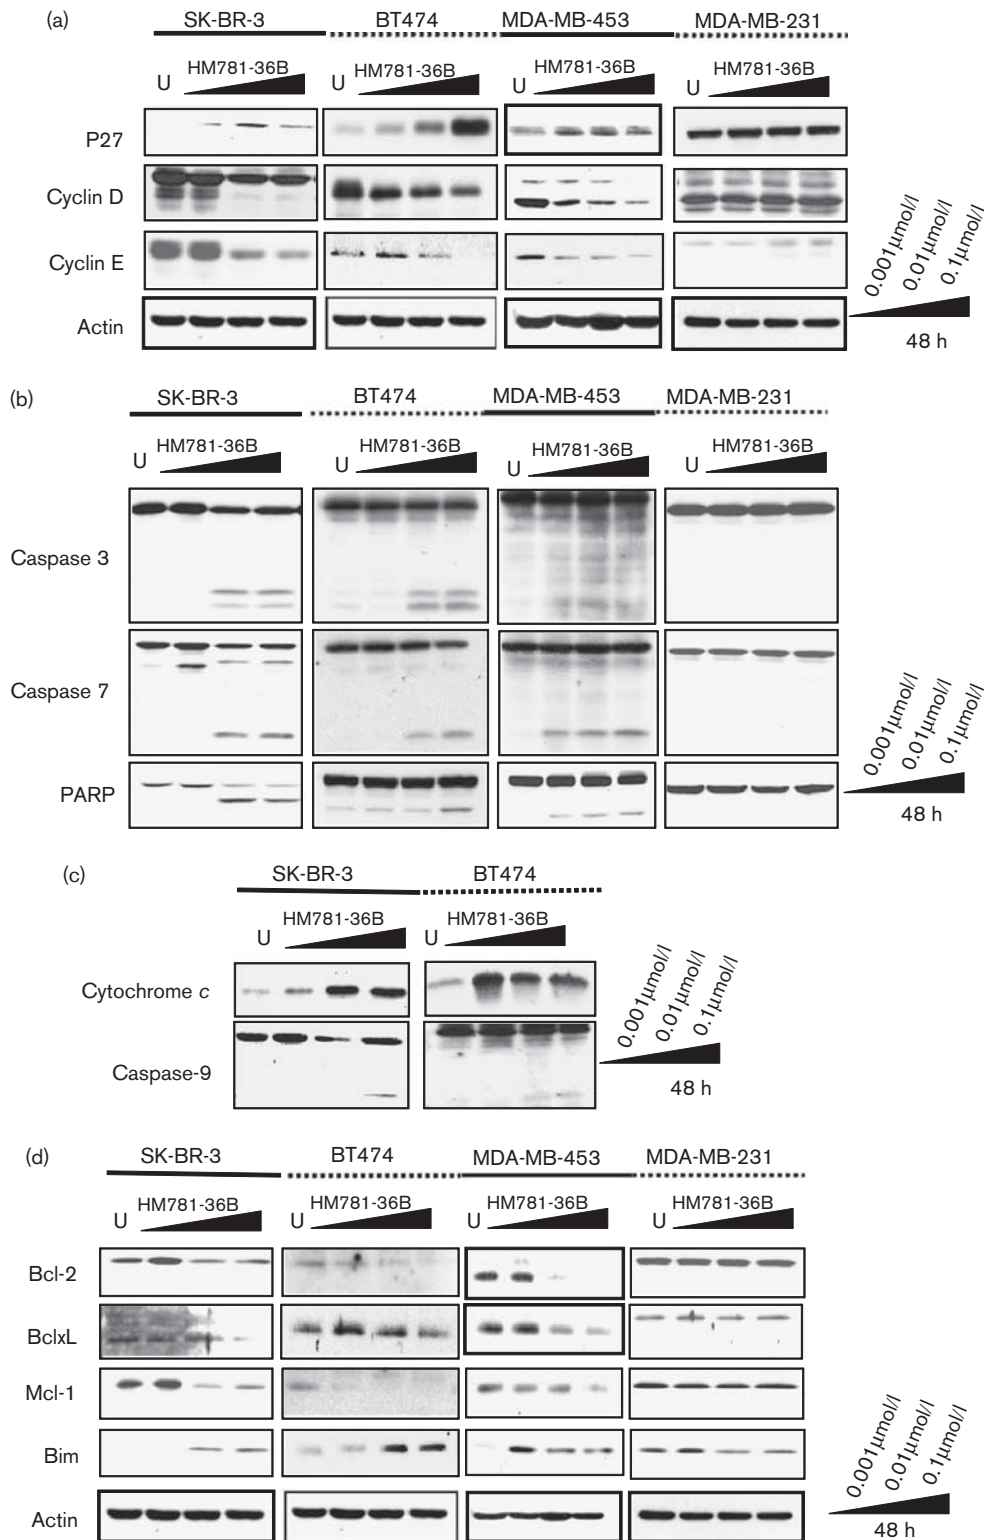 (a)
SK-BR-3 BT474 MDA-MB-453 MDA-MB-231
U HM781-36B U HM781-36B U HM781-36B U HM781-36B
P27
Cyclin D
Cyclin E
Actin
0.001μmol/l
0.01μmol/l
0.1μmol/l
48 h
(b)
SK-BR-3 BT474 MDA-MB-453 MDA-MB-231
U HM781-36B U HM781-36B U HM781-36B U HM781-36B
Caspase 3
Caspase 7
PARP
0.001μmol/l
0.01μmol/l
0.1μmol/l
48 h
(c)
SK-BR-3 BT474
U HM781-36B U HM781-36B
Cytochrome c
Caspase-9
0.001μmol/l
0.01μmol/l
0.1μmol/l
48 h
(d)
SK-BR-3 BT474 MDA-MB-453 MDA-MB-231
U HM781-36B U HM781-36B U HM781-36B U HM781-36B
Bcl-2
BclxL
Mcl-1
Bim
Actin
0.001μmol/l
0.01μmol/l
0.1μmol/l
48 h